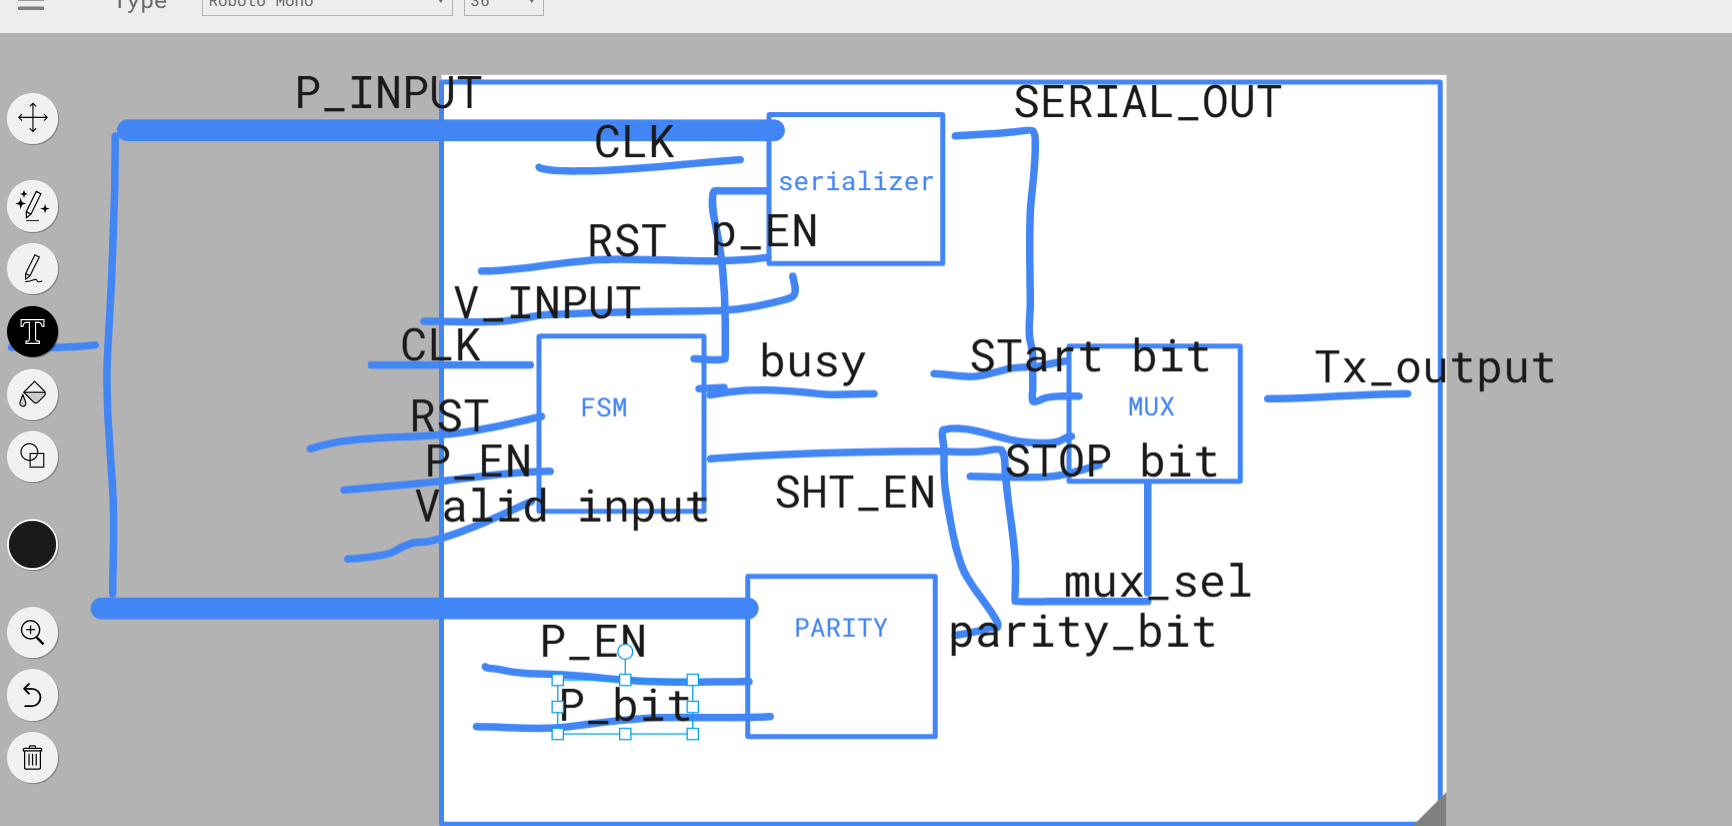 Type Roboto Mono 36
P_INPUT
SERIAL_OUT
CLK
serializer
p_EN
RST
V_INPUT
CLK
busy
STart bit
Tx_output
FSM
MUX
RST
P_EN
STOP bit
Valid input
SHT_EN
mux_sel
PARITY
parity_bit
P_EN
P_bit
T